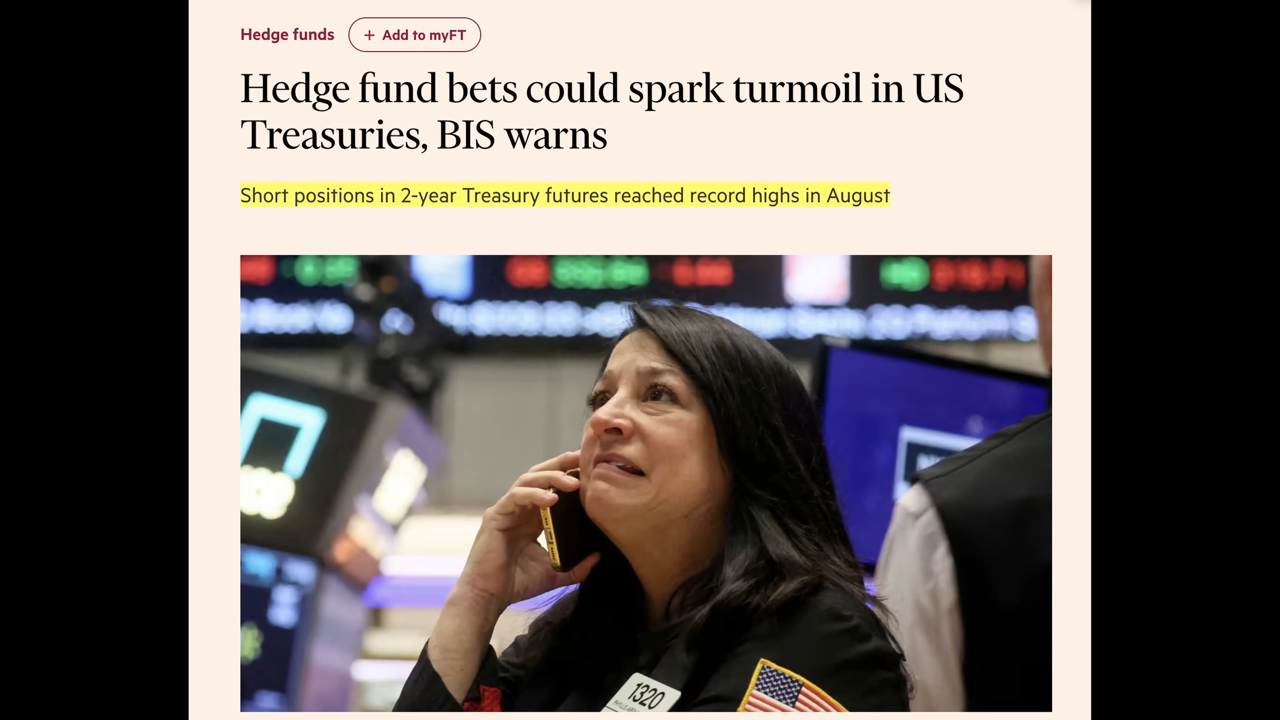 Hedge funds
+ Add to myFT
Hedge fund bets could spark turmoil in US
Treasuries, BIS warns
Short positions in 2-year Treasury futures reached record highs in August
1320